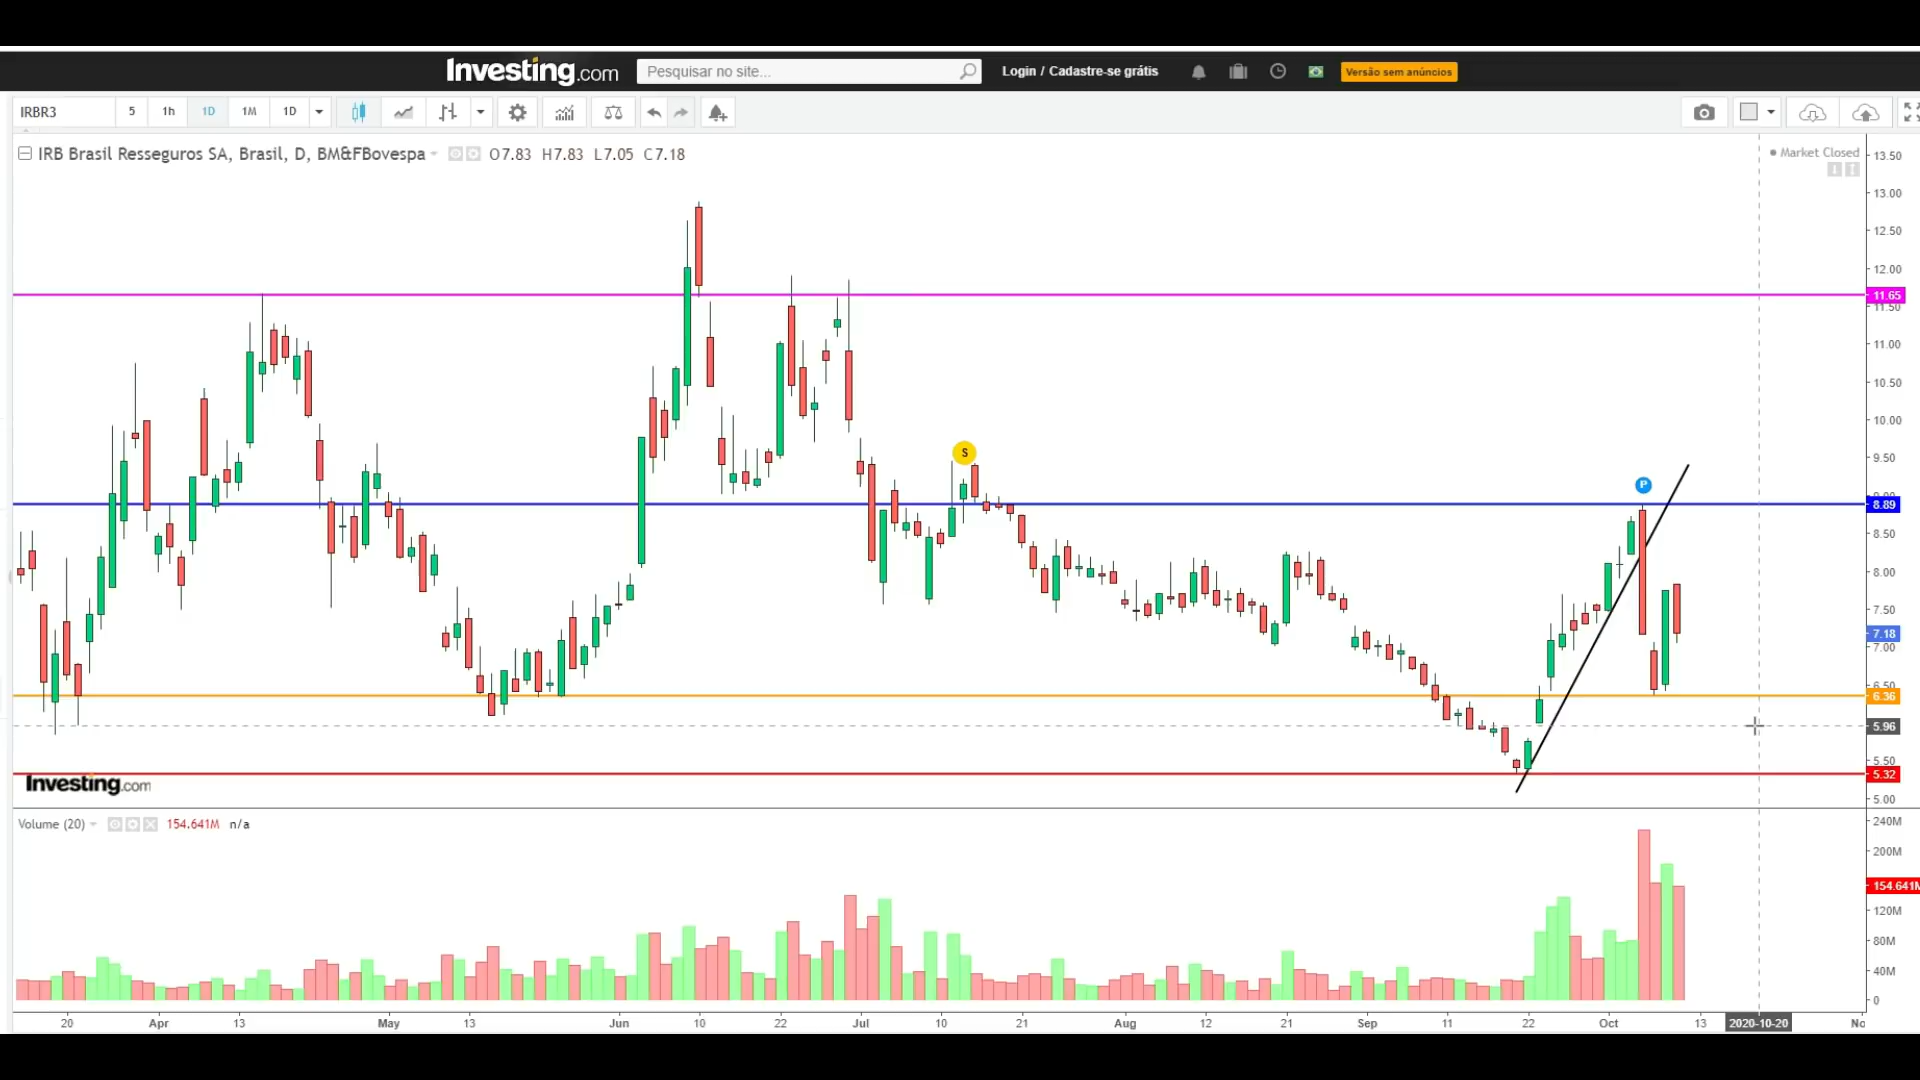 Investing.com
Pesquisar no site...
Login / Cadastre-se grátis
Versão sem anúncios
IRBR3 5 1h 1D 1M 1D
IRB Brasil Resseguros SA, Brasil, D, BM&FBovespa O7.83 H7.83 L7.05 C7.18
Market Closed
13.50
13.00
12.50
12.00
11.65
11.50
11.00
10.50
10.00
9.50
S
P
8.89
8.50
8.00
7.50
7.18
7.00
6.50
6.36
5.96
5.50
5.32
5.00
Investing.com
Volume (20) 154.641M n/a
240M
200M
154.641M
120M
80M
40M
0
20 Apr 13 May 13 Jun 10 22 Jul 10 21 Aug 12 21 Sep 11 22 Oct 13 2020-10-20